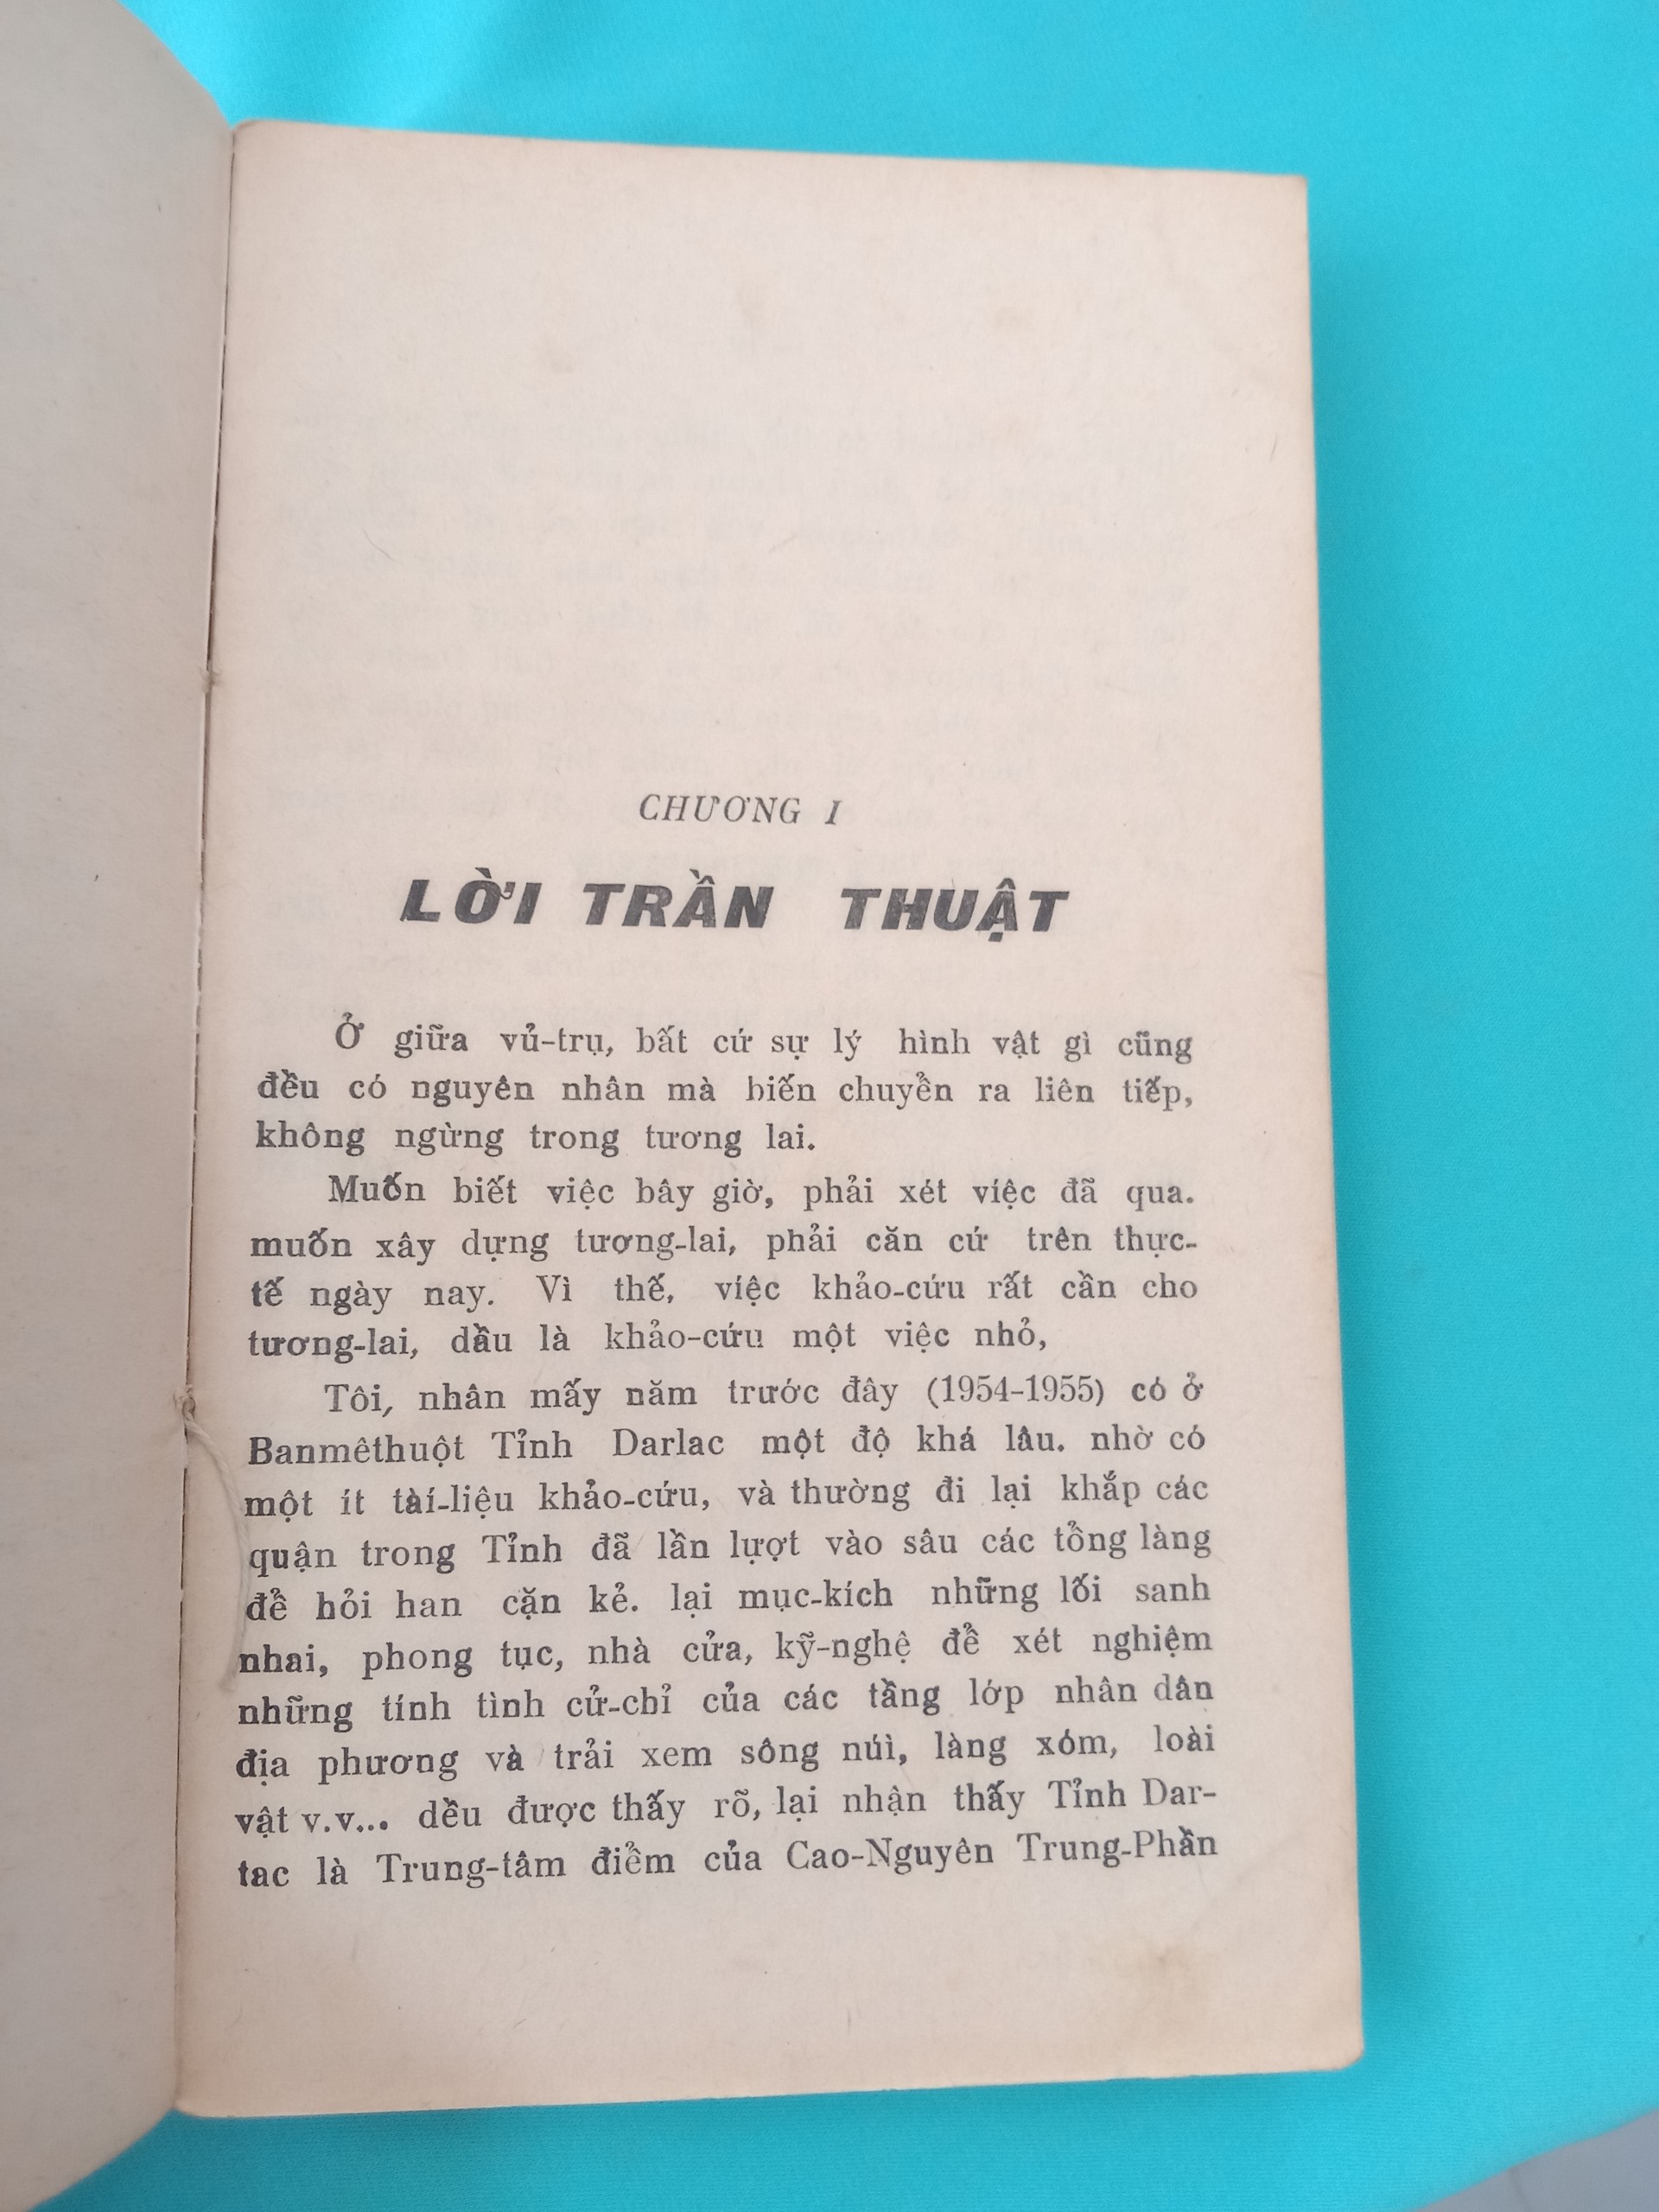 CHƯƠNG I
LỜI TRẦN THUẬT
Ở giữa vủ-trụ, bất cứ sự lý hình vật gì cũng
đều có nguyên nhân mà biến chuyển ra liên tiếp,
không ngừng trong tương lai.
Muốn biết việc bây giờ, phải xét víệc đã qua.
muốn xây dựng tương-lai, phải căn cứ trên thực-
tế ngày nay. Vì thế, víệc khảo-cứu rất cần cho
tương-lai, dầu là khảo-cứu một việc nhỏ,
Tôi, nhân mấy năm trước đây (1954-1955) có ở
Banmêthuột Tỉnh Darlac một độ khá lâu. nhờ có
một ít tàí-liệu khảo-cứu, và thường đi lại khắp các
quận trong Tỉnh đã lần lượt vào sâu các tổng làng
để hỏi han cặn kẻ. lại mục-kích những lối sanh
nhai, phong tục, nhà cửa, kỹ-nghệ để xét nghiệm
những tính tình cử-chỉ của các tầng lớp nhân dân
địa phương và trải xem sông núì, làng xóm, loài
vật v.v... dều được thấy rõ, lại nhận thấy Tỉnh Dar-
tac là Trung-tâm điểm của Cao-Nguyên Trung-Phần